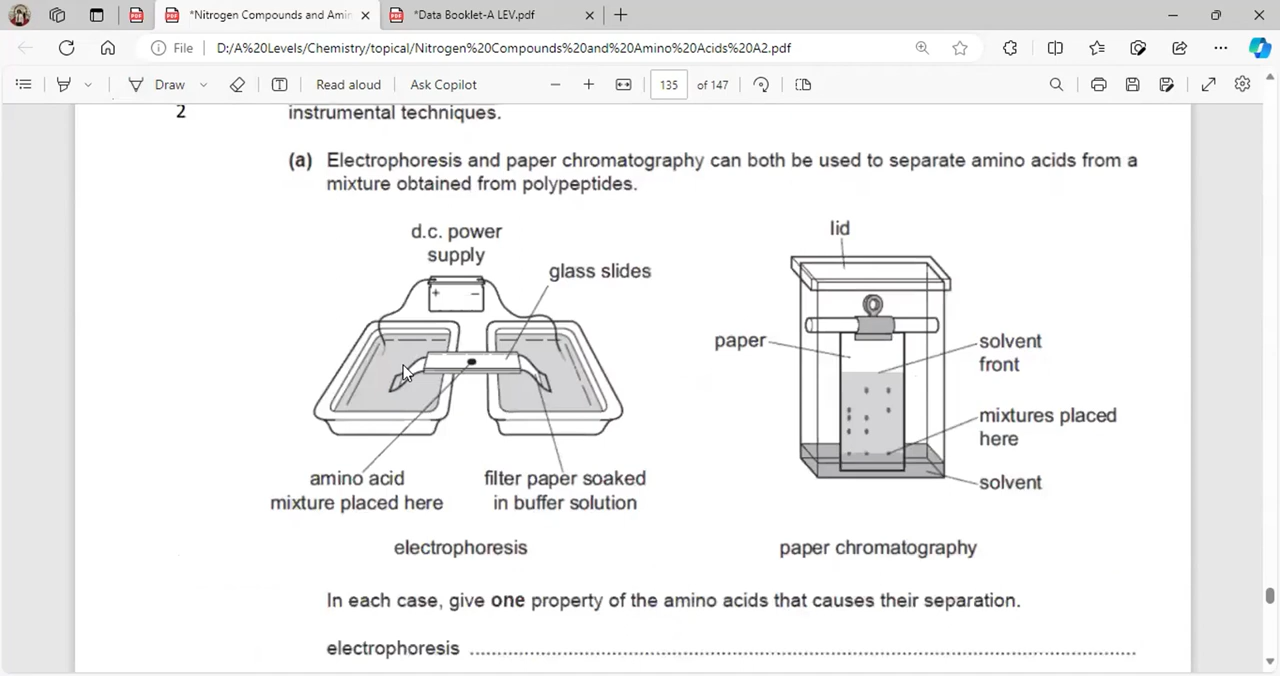 *Nitrogen Compounds and Amin
*Data Booklet-A LEV.pdf
File
D:/A%20Levels/Chemistry/topical/Nitrogen%20Compounds%20and%20Amino%20Acids%20A2.pdf
Draw
Read aloud
Ask Copilot
135
of 147
2
instrumental techniques.
(a) Electrophoresis and paper chromatography can both be used to separate amino acids from a
mixture obtained from polypeptides.
d.c. power
supply
glass slides
+ −
amino acid
mixture placed here
filter paper soaked
in buffer solution
electrophoresis
lid
paper
solvent
front
mixtures placed
here
solvent
paper chromatography
In each case, give one property of the amino acids that causes their separation.
electrophoresis ........................................................................